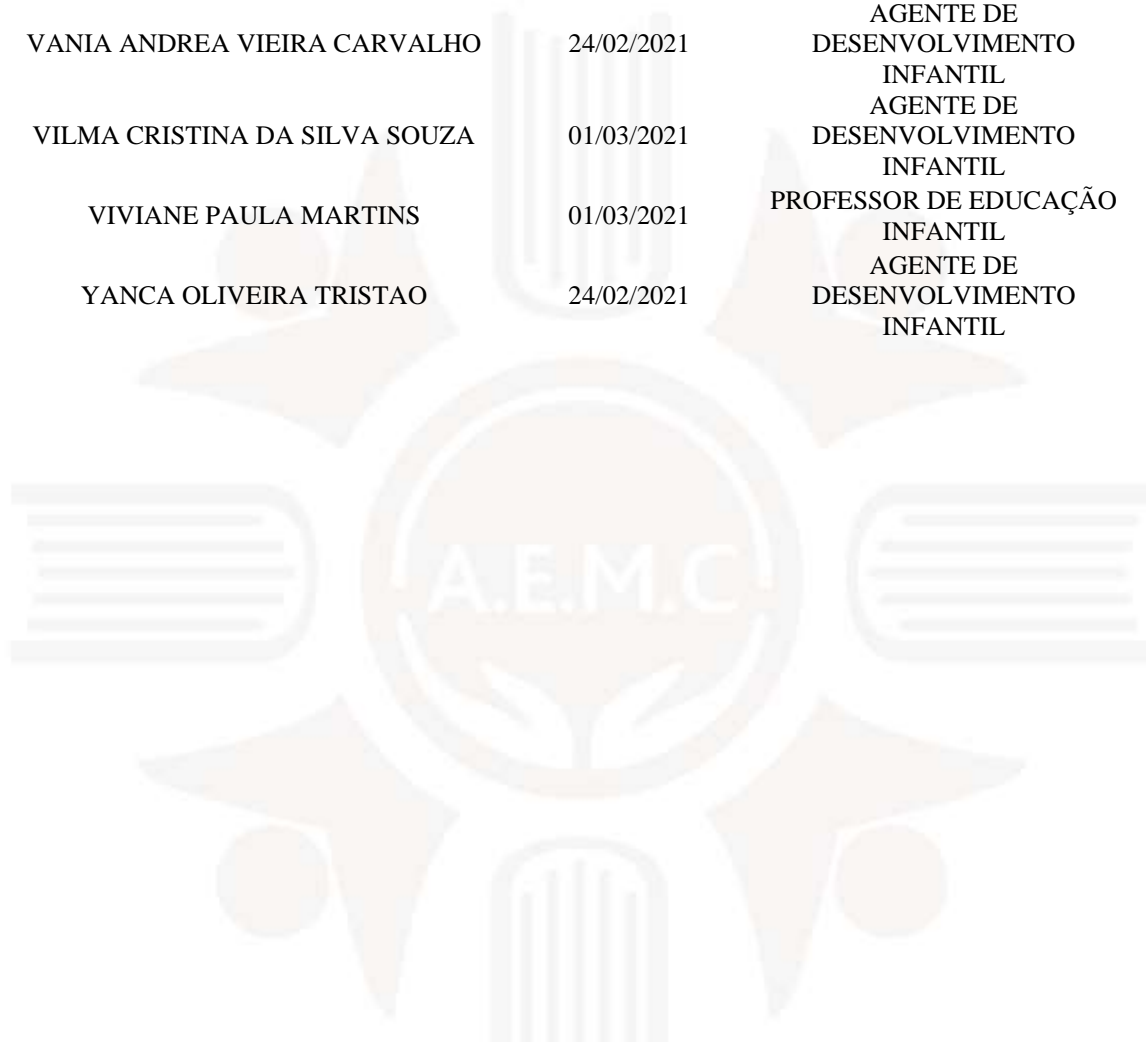 VANIA ANDREA VIEIRA CARVALHO 24/02/2021 AGENTE DE
DESENVOLVIMENTO
INFANTIL
VILMA CRISTINA DA SILVA SOUZA 01/03/2021 AGENTE DE
DESENVOLVIMENTO
INFANTIL
VIVIANE PAULA MARTINS 01/03/2021 PROFESSOR DE EDUCAÇÃO
INFANTIL
YANCA OLIVEIRA TRISTAO 24/02/2021 AGENTE DE
DESENVOLVIMENTO
INFANTIL
A.E.M.C